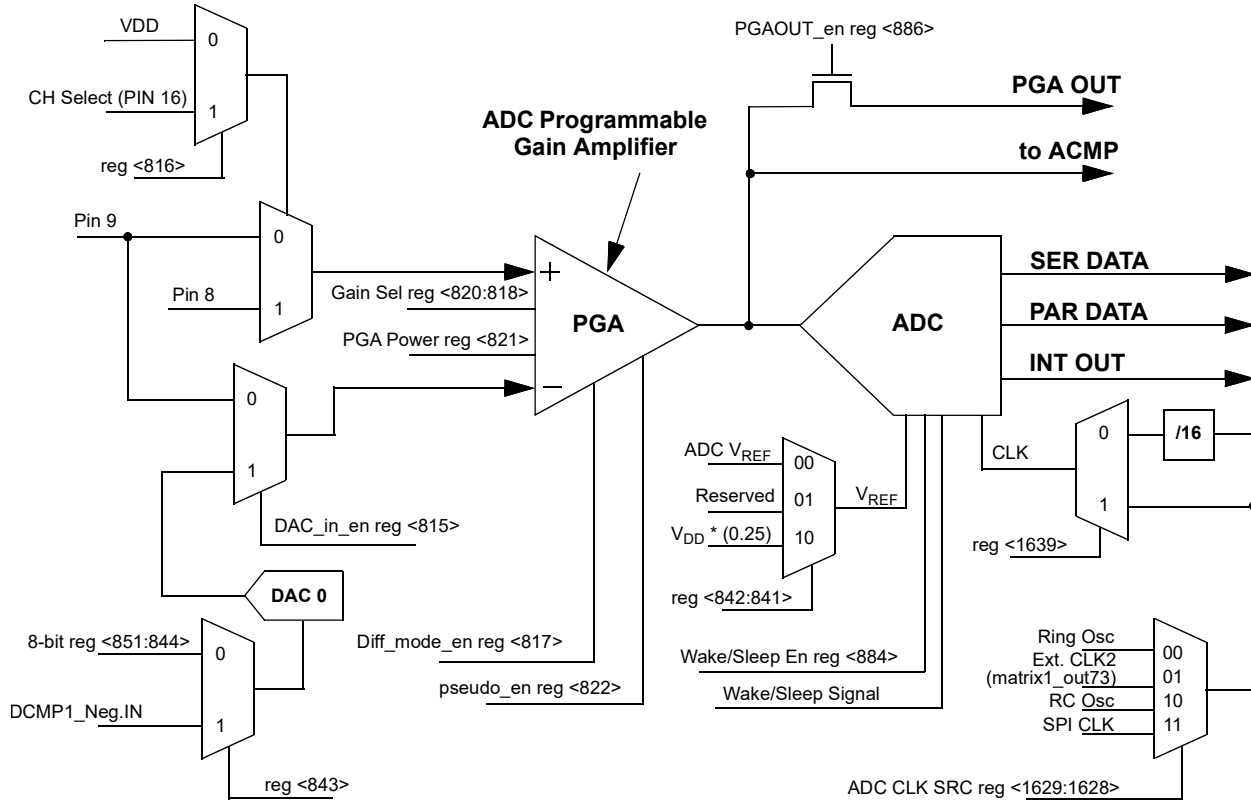 VDD
0
CH Select (PIN 16)
1
reg <816>
PGAOUT_en reg <886>
PGA OUT
to ACMP
ADC Programmable
Gain Amplifier
Pin 9
0
Pin 8
1
+
Gain Sel reg <820:818>
PGA
PGA Power reg <821>
−
ADC
SER DATA
PAR DATA
INT OUT
0
1
DAC_in_en reg <815>
DAC 0
8-bit reg <851:844>
0
DCMP1_Neg.IN
1
reg <843>
Diff_mode_en reg <817>
pseudo_en reg <822>
ADC VREF
00
Reserved
01
VDD * (0.25)
10
VREF
reg <842:841>
Wake/Sleep En reg <884>
Wake/Sleep Signal
CLK
0
/16
1
reg <1639>
Ring Osc
00
Ext. CLK2
(matrix1_out73)
01
RC Osc
10
SPI CLK
11
ADC CLK SRC reg <1629:1628>